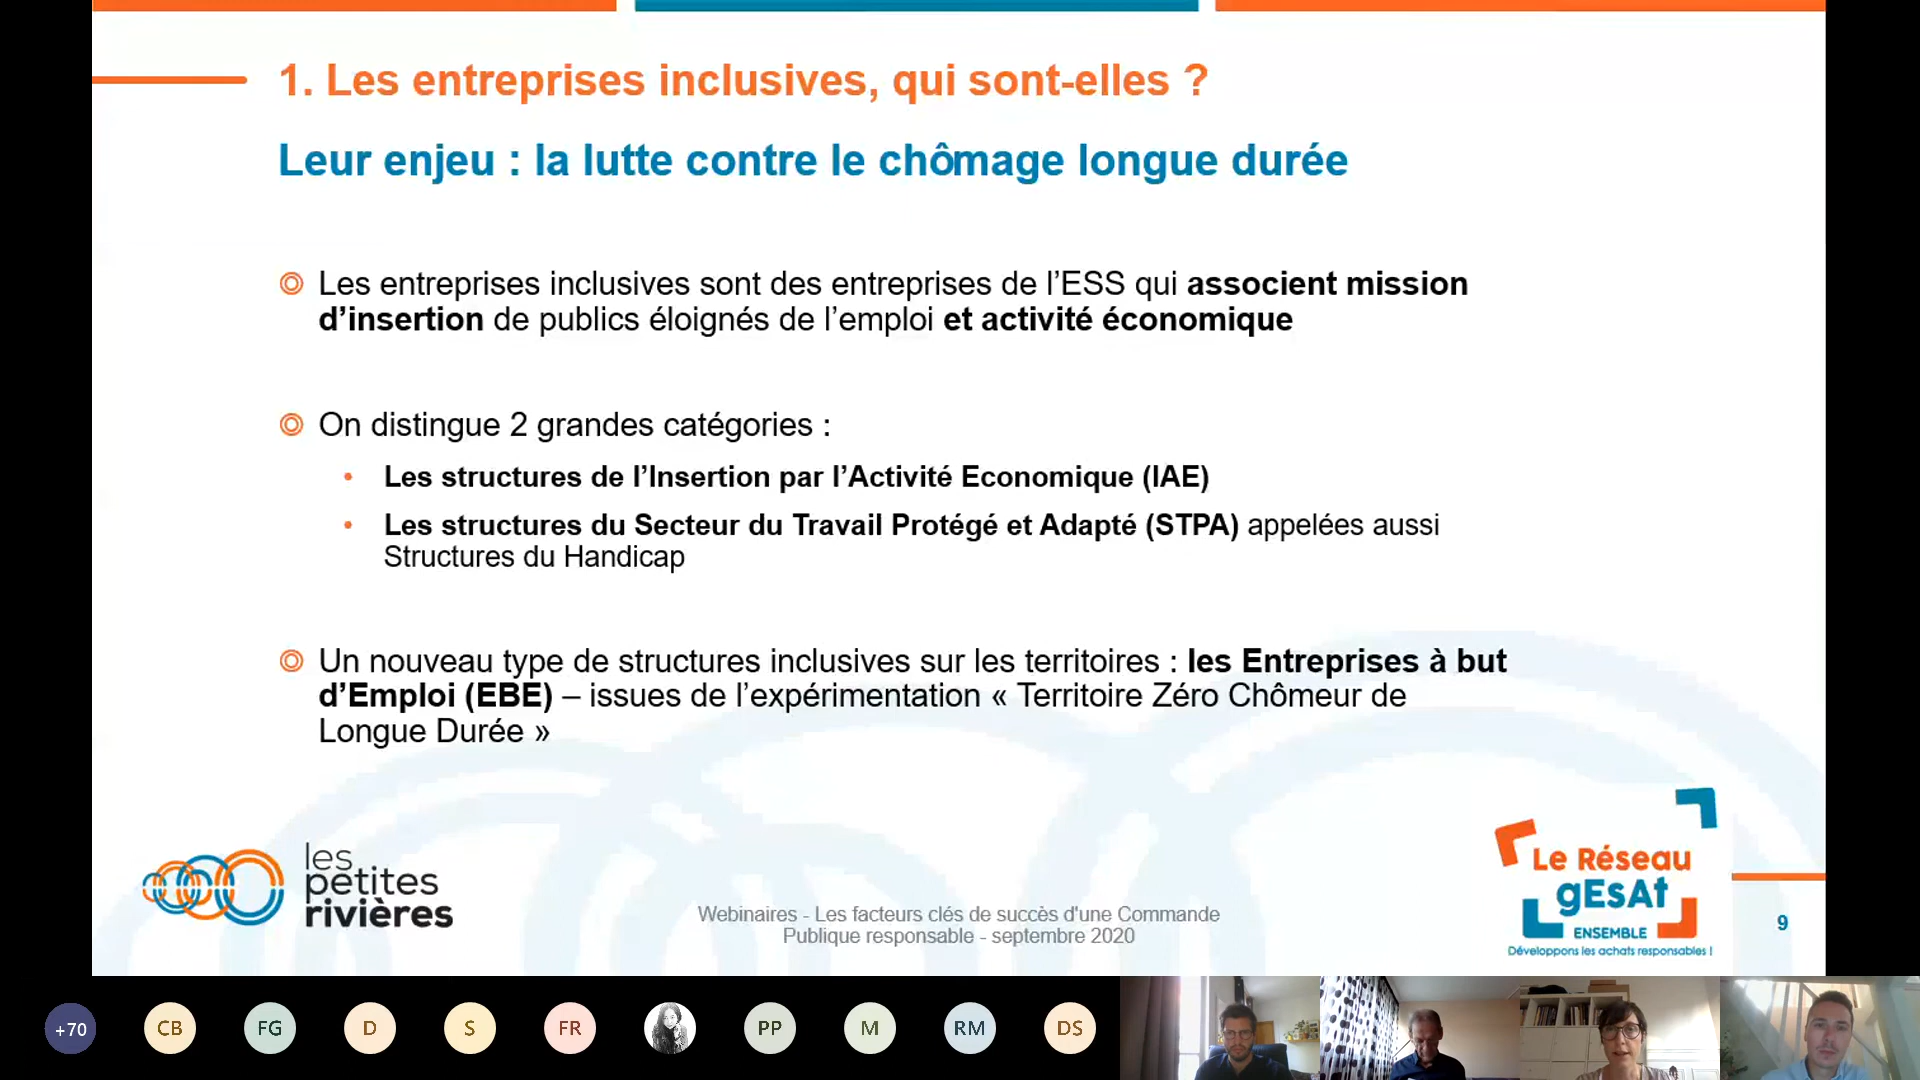 1. Les entreprises inclusives, qui sont-elles ?
Leur enjeu : la lutte contre le chômage longue durée
Les entreprises inclusives sont des entreprises de l’ESS qui associent mission
d’insertion de publics éloignés de l’emploi et activité économique
On distingue 2 grandes catégories :
• Les structures de l’Insertion par l’Activité Economique (IAE)
• Les structures du Secteur du Travail Protégé et Adapté (STPA) appelées aussi
Structures du Handicap
Un nouveau type de structures inclusives sur les territoires : les Entreprises à but
d’Emploi (EBE) – issues de l’expérimentation « Territoire Zéro Chômeur de
Longue Durée »
les
petites
rivières
Webinaires - Les facteurs clés de succès d'une Commande
Publique responsable - septembre 2020
Le Réseau
gEsAt
ENSEMBLE
Développons les achats responsables !
9
+70
CB
FG
D
S
FR
PP
M
RM
DS